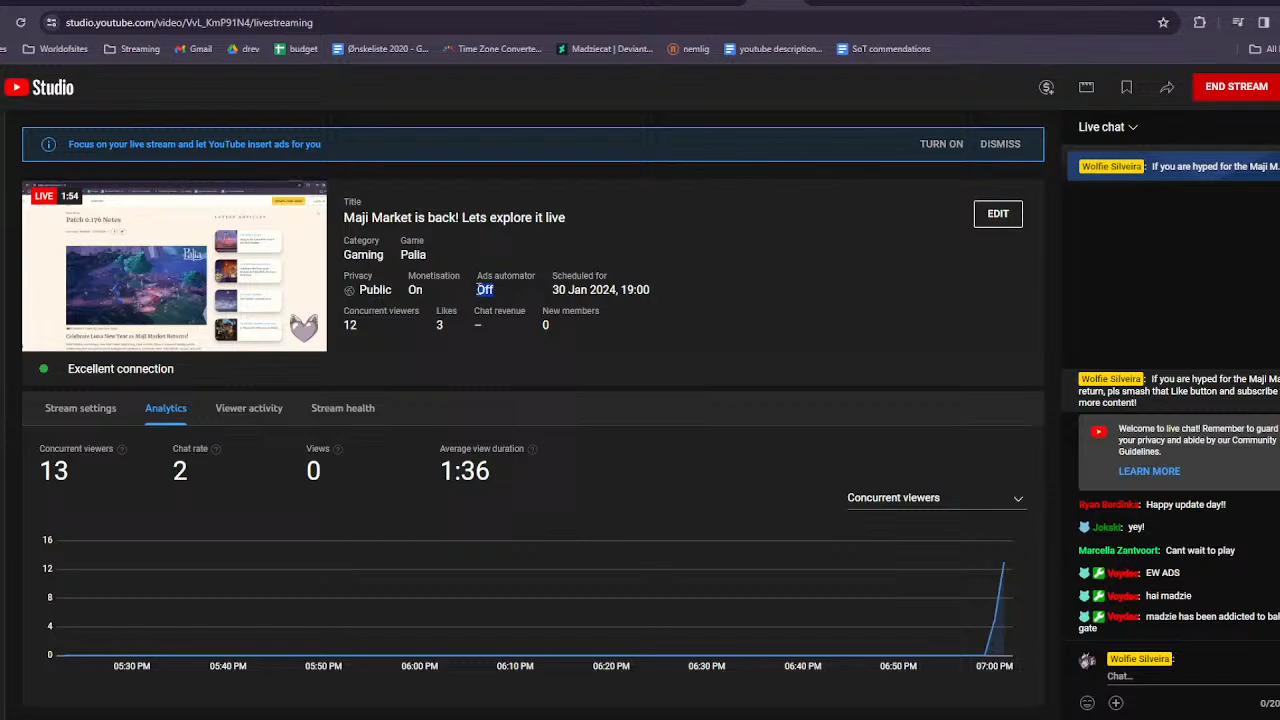 studio.youtube.com/video/VvL_KmP91N4/livestreaming
Worldofsites
Streaming
Gmail
drev
budget
Ønskeliste 2020 - G...
Time Zone Converte...
Madziecat | Deviant...
nemlig
youtube description...
SoT commendations
All
Studio
END STREAM
Focus on your live stream and let YouTube insert ads for you
TURN ON
DISMISS
LIVE 1:54
Patch 0.176 Notes
LATEST ARTICLES
Palia
Celebrate Luna New Year as Maji Market Returns!
Title
Maji Market is back! Lets explore it live
EDIT
Category
Gaming
Game
Palia
Privacy
Public
Monetization
On
Ads automation
Off
Scheduled for
30 Jan 2024, 19:00
Concurrent viewers
12
Likes
Chat revenue
–
New members
0
Excellent connection
Stream settings
Analytics
Viewer activity
Stream health
Concurrent viewers
13
Chat rate
2
Views
0
Average view duration
1:36
Concurrent viewers
16
12
8
4
0
05:30 PM
05:40 PM
05:50 PM
06:10 PM
06:20 PM
06:30 PM
06:40 PM
06:50 PM
07:00 PM
Live chat
Wolfie Silveira: If you are hyped for the Maji M.
Wolfie Silveira: If you are hyped for the Maji Ma
return, pls smash that Like button and subscribe
more content!
Welcome to live chat! Remember to guard
your privacy and abide by our Community
Guidelines.
LEARN MORE
Ryan Berdinka: Happy update day!!
Jokski: yey!
Marcella Zantvoort: Cant wait to play
Voydec: EW ADS
Voydec: hai madzie
Voydec: madzie has been addicted to bal
gate
Wolfie Silveira:
Chat...
0/20